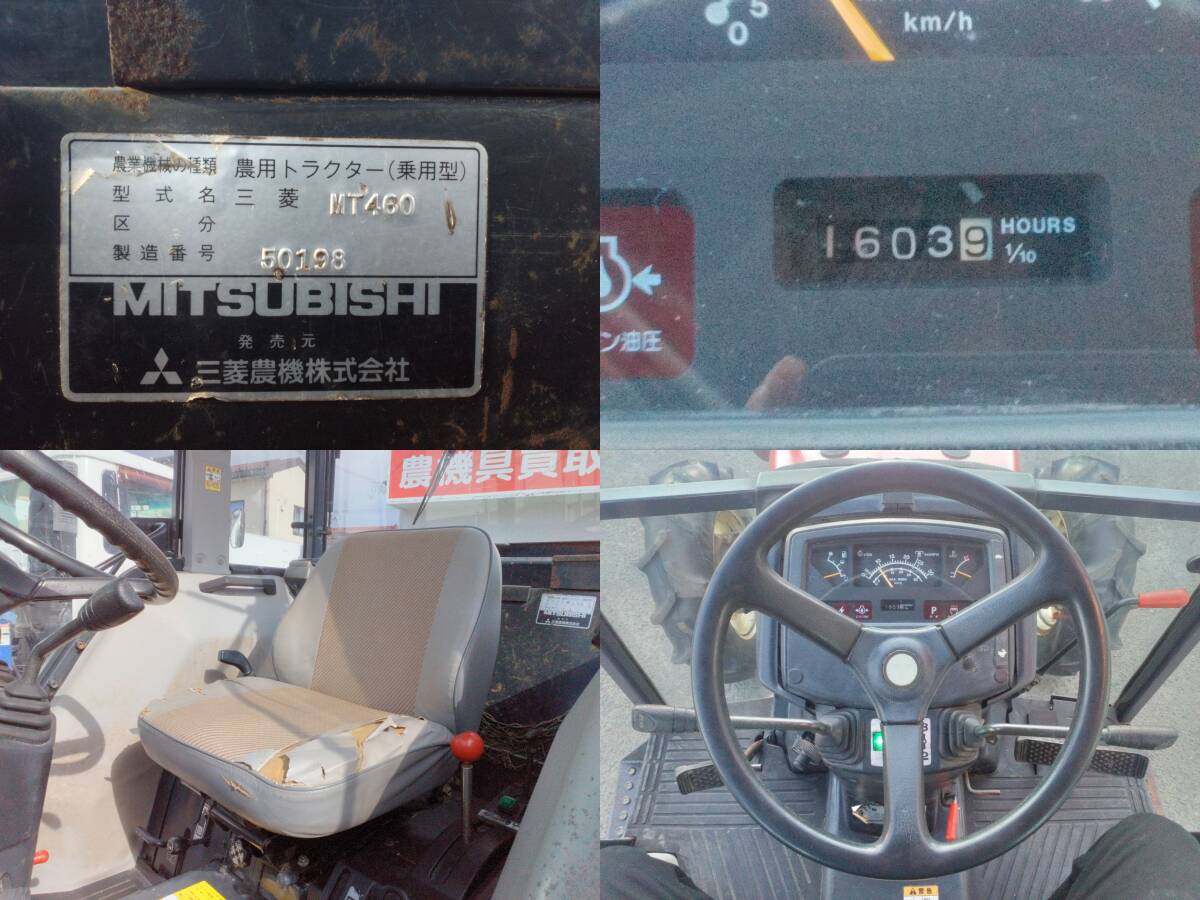 農業機械の種類 農用トラクター(乗用型)
型式名 三菱 MT460
区分
製造番号 50198
MITSUBISHI
発売元
三菱農機株式会社
0 5
km/h
16039 HOURS
1/10
ン油圧
農機具買取
MITSUBISHI
P
警告